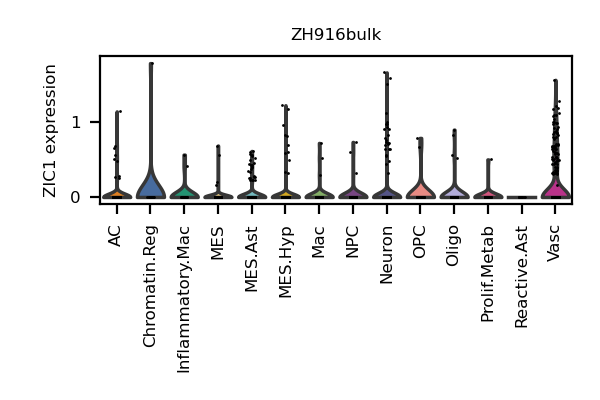 ZH916bulk
ZIC1 expression
1
0
AC
Chromatin.Reg
Inflammatory.Mac
MES
MES.Ast
MES.Hyp
Mac
NPC
Neuron
OPC
Oligo
Prolif.Metab
Reactive.Ast
Vasc